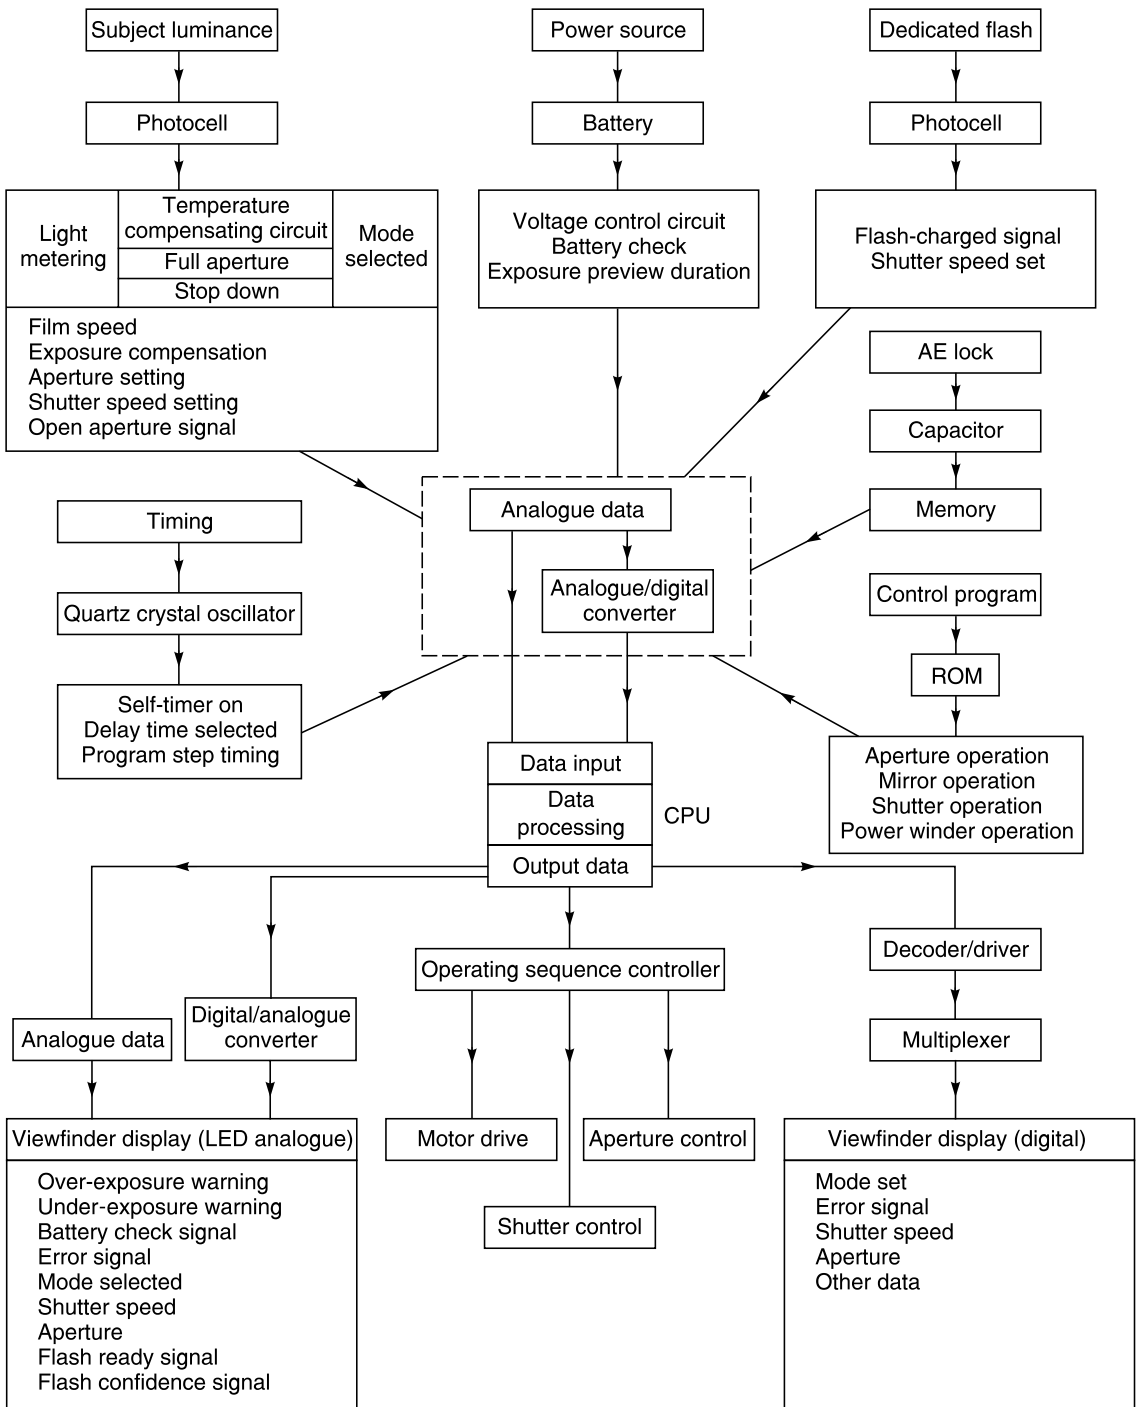 Subject luminance
Power source
Dedicated flash
Photocell
Battery
Photocell
Light
metering
Temperature
compensating circuit
Full aperture
Stop down
Mode
selected
Film speed
Exposure compensation
Aperture setting
Shutter speed setting
Open aperture signal
Voltage control circuit
Battery check
Exposure preview duration
Flash-charged signal
Shutter speed set
AE lock
Capacitor
Memory
Timing
Quartz crystal oscillator
Self-timer on
Delay time selected
Program step timing
Analogue data
Analogue/digital
converter
Control program
ROM
Aperture operation
Mirror operation
Shutter operation
Power winder operation
Data input
Data
processing
CPU
Output data
Analogue data
Digital/analogue
converter
Operating sequence controller
Decoder/driver
Multiplexer
Motor drive
Aperture control
Shutter control
Viewfinder display (LED analogue)
Over-exposure warning
Under-exposure warning
Battery check signal
Error signal
Mode selected
Shutter speed
Aperture
Flash ready signal
Flash confidence signal
Viewfinder display (digital)
Mode set
Error signal
Shutter speed
Aperture
Other data